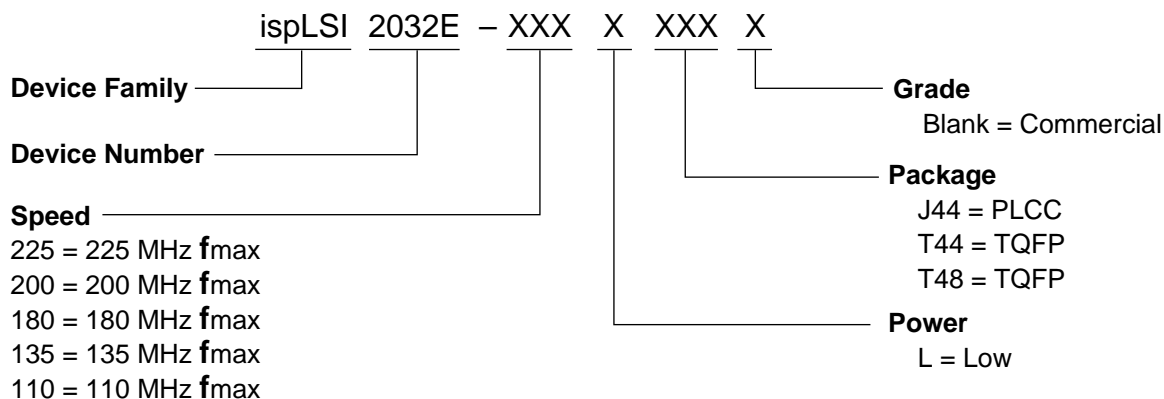 ispLSI 2032E – XXX X XXX X
Device Family
Grade
Blank = Commercial
Device Number
Package
J44 = PLCC
T44 = TQFP
T48 = TQFP
Speed
225 = 225 MHz fmax
200 = 200 MHz fmax
180 = 180 MHz fmax
135 = 135 MHz fmax
110 = 110 MHz fmax
Power
L = Low